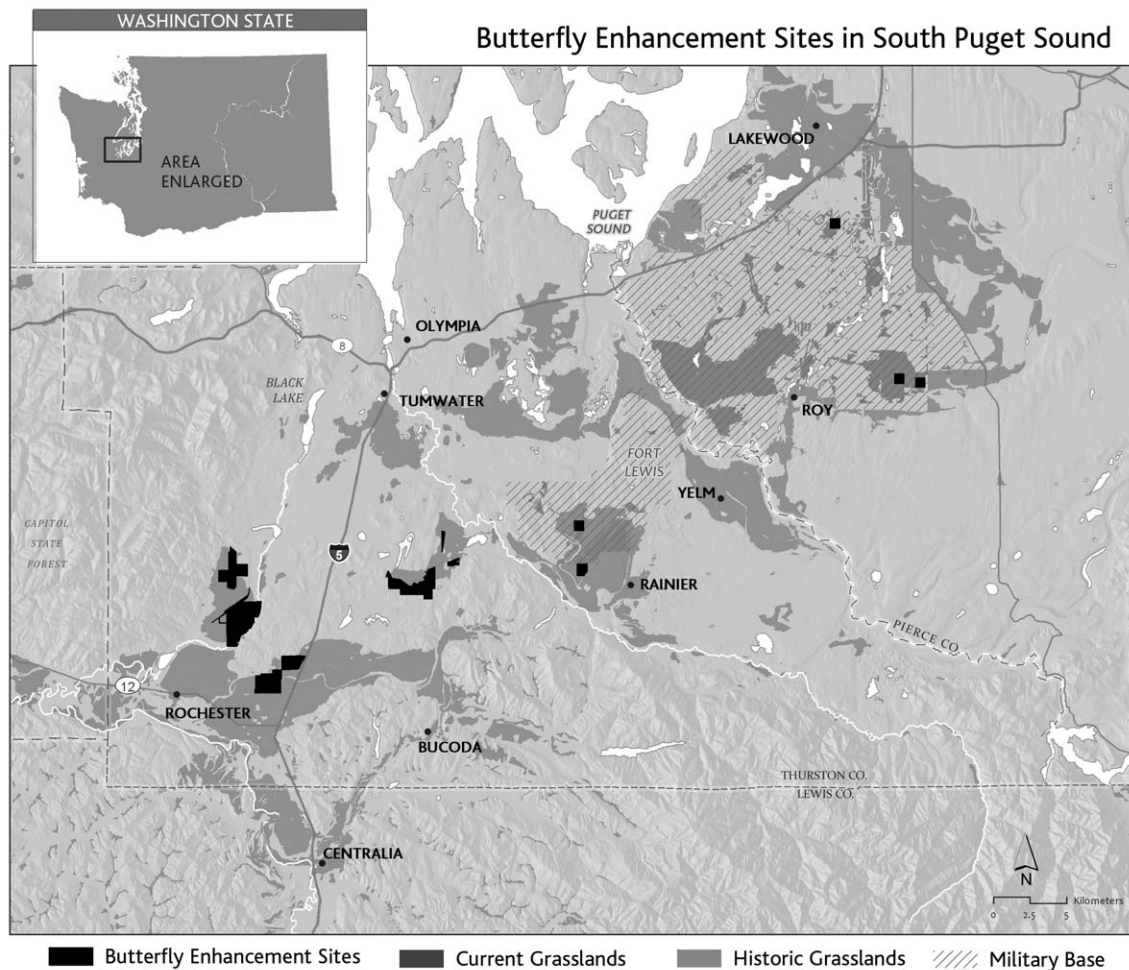 WASHINGTON STATE
AREA
ENLARGED
Butterfly Enhancement Sites in South Puget Sound
LAKEWOOD
PUGET
SOUND
OLYMPIA
8
BLACK
LAKE
TUMWATER
ROY
FORT
LEWIS
YELM
CAPITOL
STATE
FOREST
5
RAINIER
PIERCE CO.
12
ROCHESTER
BUCODA
THURSTON CO.
LEWIS CO.
CENTRALIA
N
Kilometers
0 2.5 5
Butterfly Enhancement Sites
Current Grasslands
Historic Grasslands
Military Base